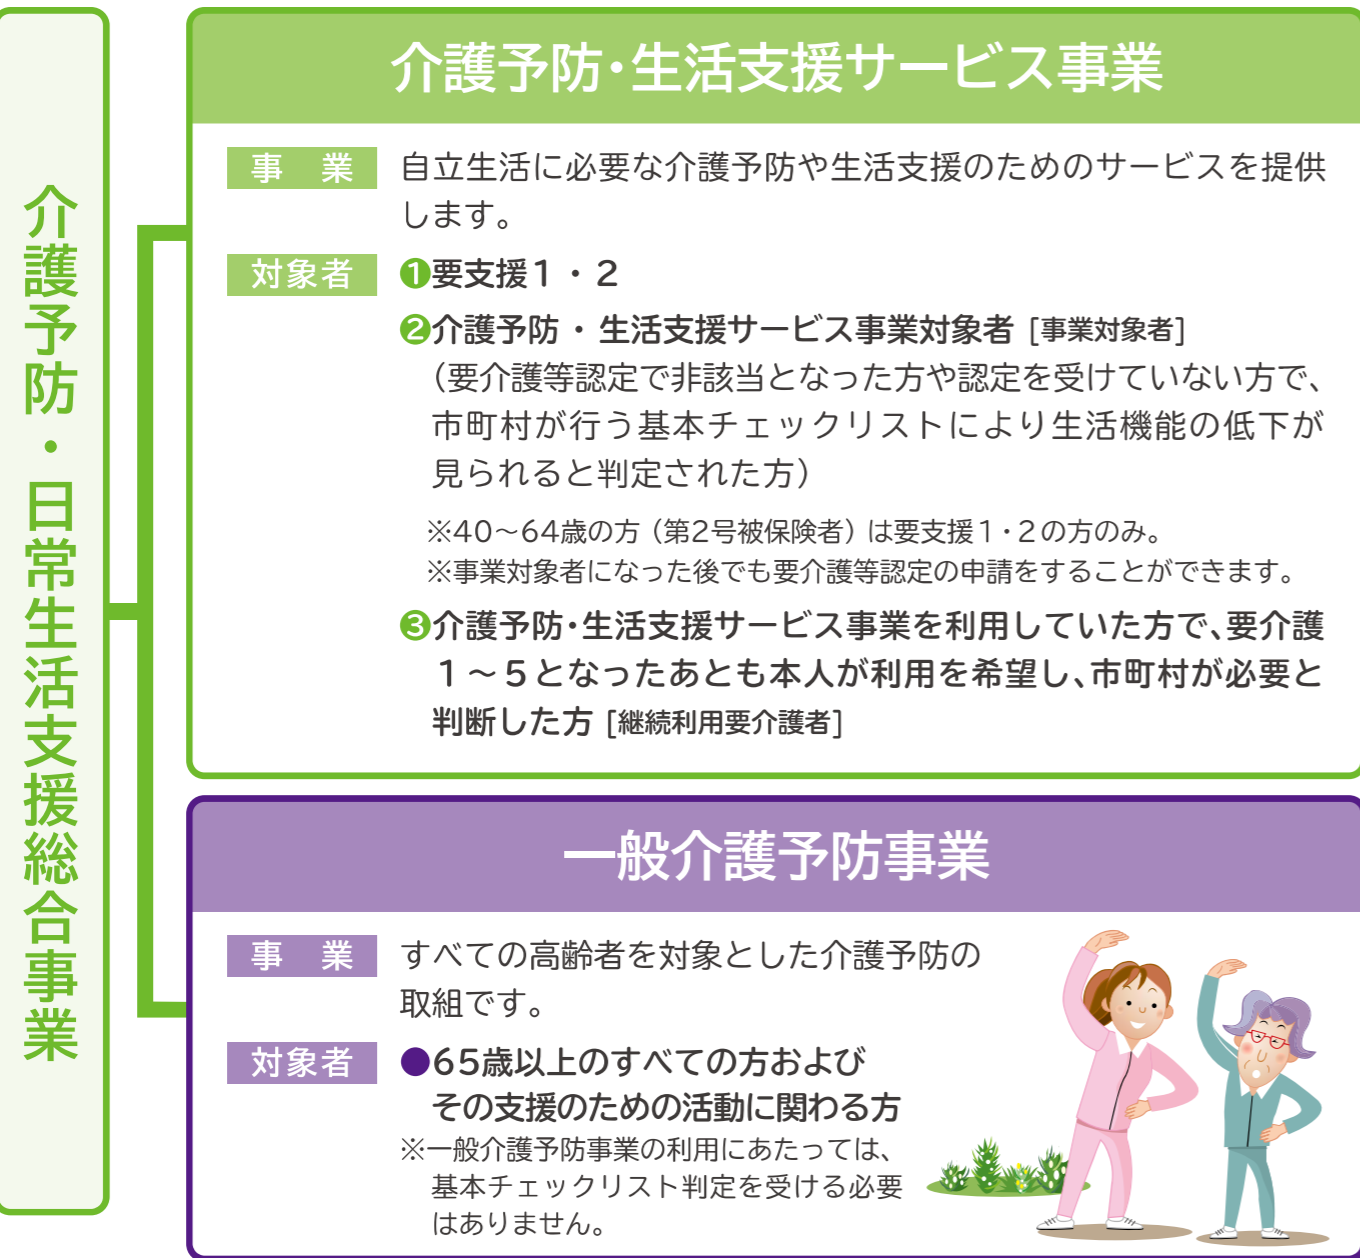 介護予防・日常生活支援総合事業
介護予防・生活支援サービス事業
事　業
自立生活に必要な介護予防や生活支援のためのサービスを提供
します。
対象者
❶要支援1・2
❷介護予防・生活支援サービス事業対象者 [事業対象者]
（要介護等認定で非該当となった方や認定を受けていない方で、
市町村が行う基本チェックリストにより生活機能の低下が
見られると判定された方）
※40～64歳の方（第2号被保険者）は要支援1・2の方のみ。
※事業対象者になった後でも要介護等認定の申請をすることができます。
❸介護予防・生活支援サービス事業を利用していた方で、要介護
1～5となったあとも本人が利用を希望し、市町村が必要と
判断した方 [継続利用要介護者]
一般介護予防事業
事　業
すべての高齢者を対象とした介護予防の
取組です。
対象者
●65歳以上のすべての方および
その支援のための活動に関わる方
※一般介護予防事業の利用にあたっては、
基本チェックリスト判定を受ける必要
はありません。